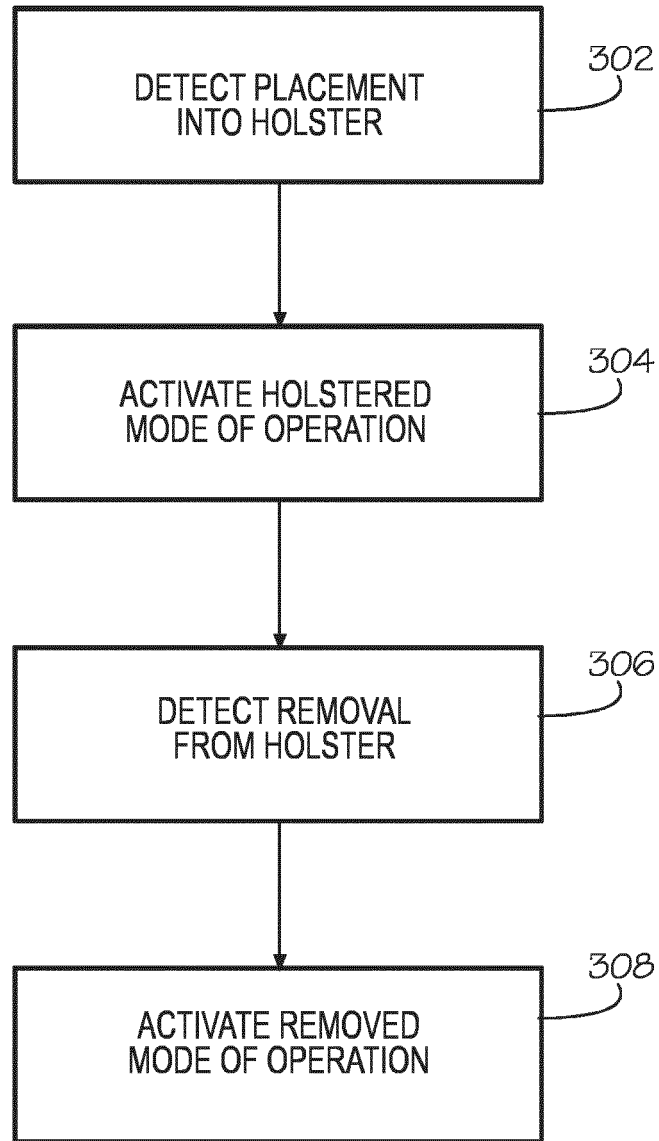 DETECT PLACEMENT
INTO HOLSTER
302
ACTIVATE HOLSTERED
MODE OF OPERATION
304
DETECT REMOVAL
FROM HOLSTER
306
ACTIVATE REMOVED
MODE OF OPERATION
308